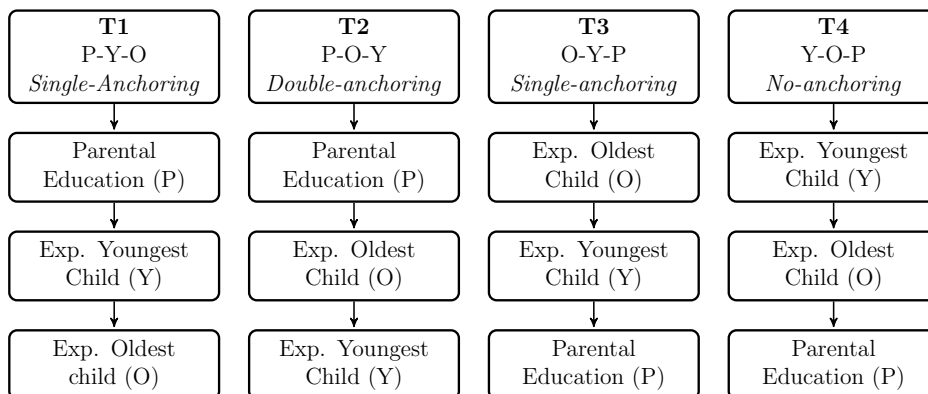 T1
P-Y-O
Single-Anchoring
Parental
Education (P)
Exp. Youngest
Child (Y)
Exp. Oldest
child (O)
T2
P-O-Y
Double-anchoring
Parental
Education (P)
Exp. Oldest
Child (O)
Exp. Youngest
Child (Y)
T3
O-Y-P
Single-anchoring
Exp. Oldest
Child (O)
Exp. Youngest
Child (Y)
Parental
Education (P)
T4
Y-O-P
No-anchoring
Exp. Youngest
Child (Y)
Exp. Oldest
Child (O)
Parental
Education (P)